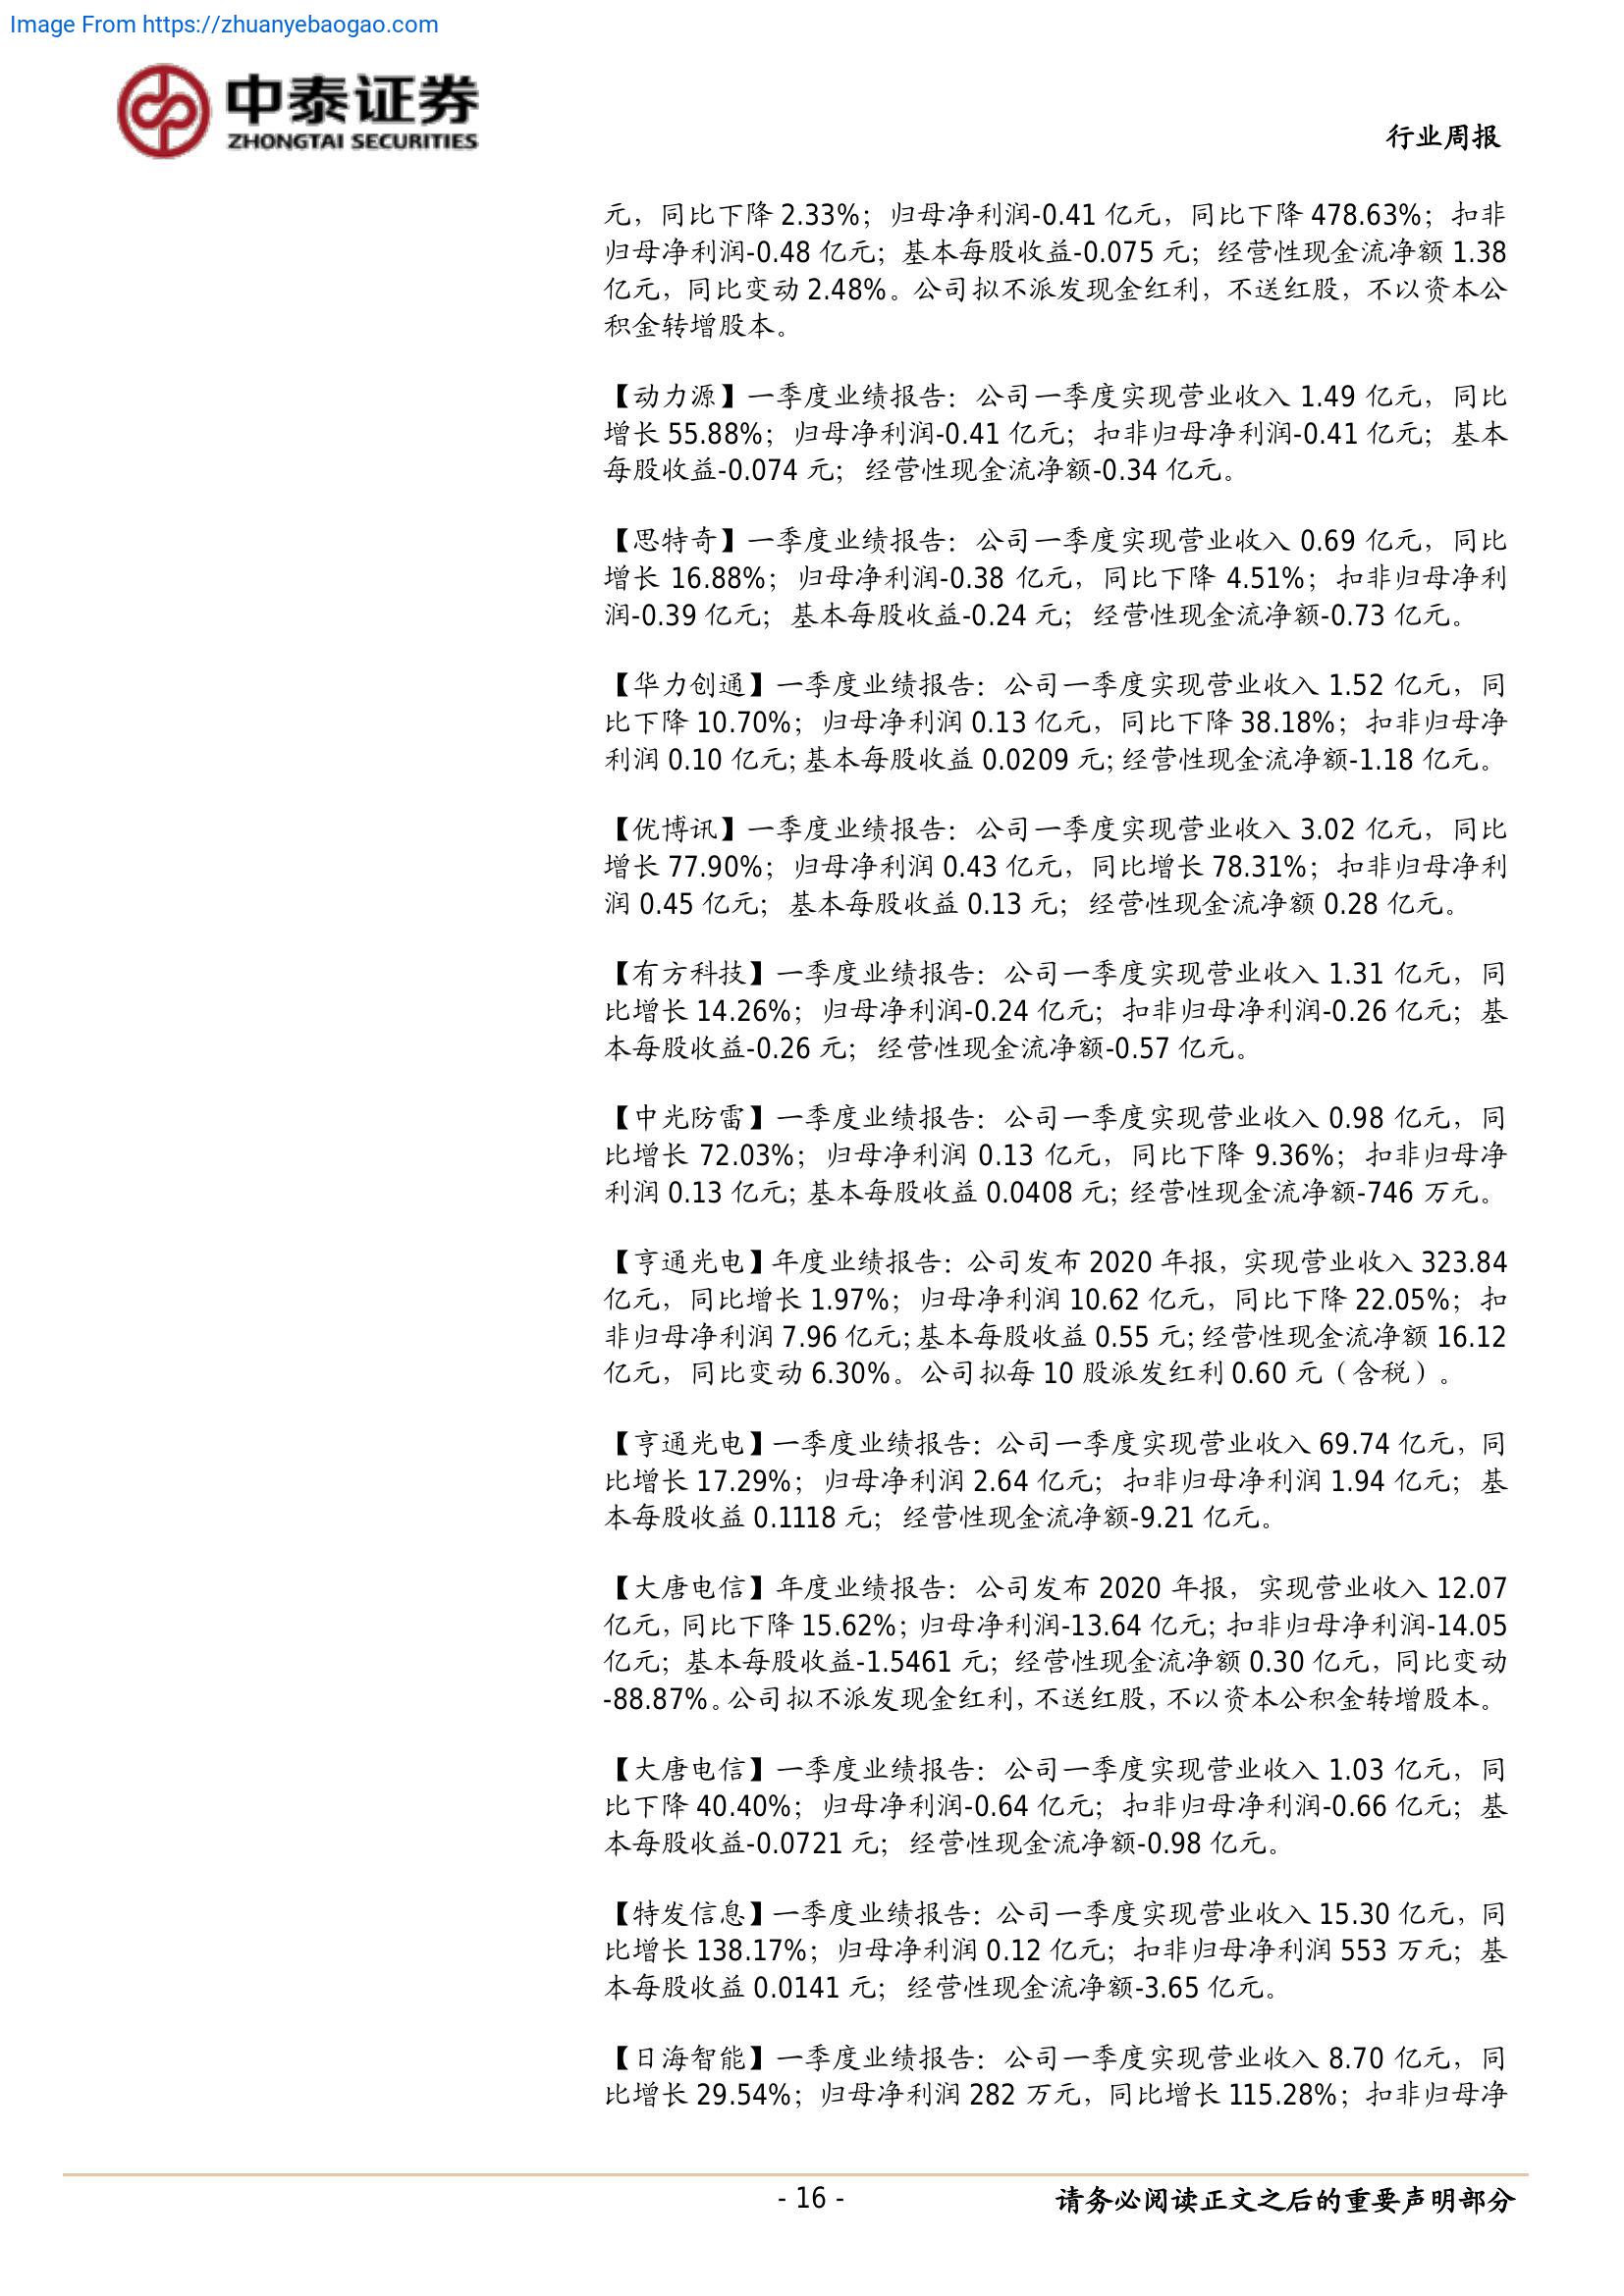 Image From https://zhuanyebaogao.com
中泰证券
ZHONGTAI SECURITIES
行业周报
元，同比下降 2.33%；归母净利润-0.41 亿元，同比下降 478.63%；扣非
归母净利润-0.48 亿元；基本每股收益-0.075 元；经营性现金流净额 1.38
亿元，同比变动 2.48%。公司拟不派发现金红利，不送红股，不以资本公
积金转增股本。
【动力源】一季度业绩报告：公司一季度实现营业收入 1.49 亿元，同比
增长 55.88%；归母净利润-0.41 亿元；扣非归母净利润-0.41 亿元；基本
每股收益-0.074 元；经营性现金流净额-0.34 亿元。
【思特奇】一季度业绩报告：公司一季度实现营业收入 0.69 亿元，同比
增长 16.88%；归母净利润-0.38 亿元，同比下降 4.51%；扣非归母净利
润-0.39 亿元；基本每股收益-0.24 元；经营性现金流净额-0.73 亿元。
【华力创通】一季度业绩报告：公司一季度实现营业收入 1.52 亿元，同
比下降 10.70%；归母净利润 0.13 亿元，同比下降 38.18%；扣非归母净
利润 0.10 亿元；基本每股收益 0.0209 元；经营性现金流净额-1.18 亿元。
【优博讯】一季度业绩报告：公司一季度实现营业收入 3.02 亿元，同比
增长 77.90%；归母净利润 0.43 亿元，同比增长 78.31%；扣非归母净利
润 0.45 亿元；基本每股收益 0.13 元；经营性现金流净额 0.28 亿元。
【有方科技】一季度业绩报告：公司一季度实现营业收入 1.31 亿元，同
比增长 14.26%；归母净利润-0.24 亿元；扣非归母净利润-0.26 亿元；基
本每股收益-0.26 元；经营性现金流净额-0.57 亿元。
【中光防雷】一季度业绩报告：公司一季度实现营业收入 0.98 亿元，同
比增长 72.03%；归母净利润 0.13 亿元，同比下降 9.36%；扣非归母净
利润 0.13 亿元；基本每股收益 0.0408 元；经营性现金流净额-746 万元。
【亨通光电】年度业绩报告：公司发布 2020 年报，实现营业收入 323.84
亿元，同比增长 1.97%；归母净利润 10.62 亿元，同比下降 22.05%；扣
非归母净利润 7.96 亿元；基本每股收益 0.55 元；经营性现金流净额 16.12
亿元，同比变动 6.30%。公司拟每 10 股派发红利 0.60 元（含税）。
【亨通光电】一季度业绩报告：公司一季度实现营业收入 69.74 亿元，同
比增长 17.29%；归母净利润 2.64 亿元；扣非归母净利润 1.94 亿元；基
本每股收益 0.1118 元；经营性现金流净额-9.21 亿元。
【大唐电信】年度业绩报告：公司发布 2020 年报，实现营业收入 12.07
亿元，同比下降 15.62%；归母净利润-13.64 亿元；扣非归母净利润-14.05
亿元；基本每股收益-1.5461 元；经营性现金流净额 0.30 亿元，同比变动
-88.87%。公司拟不派发现金红利，不送红股，不以资本公积金转增股本。
【大唐电信】一季度业绩报告：公司一季度实现营业收入 1.03 亿元，同
比下降 40.40%；归母净利润-0.64 亿元；扣非归母净利润-0.66 亿元；基
本每股收益-0.0721 元；经营性现金流净额-0.98 亿元。
【特发信息】一季度业绩报告：公司一季度实现营业收入 15.30 亿元，同
比增长 138.17%；归母净利润 0.12 亿元；扣非归母净利润 553 万元；基
本每股收益 0.0141 元；经营性现金流净额-3.65 亿元。
【日海智能】一季度业绩报告：公司一季度实现营业收入 8.70 亿元，同
比增长 29.54%；归母净利润 282 万元，同比增长 115.28%；扣非归母净
- 16 -
请务必阅读正文之后的重要声明部分